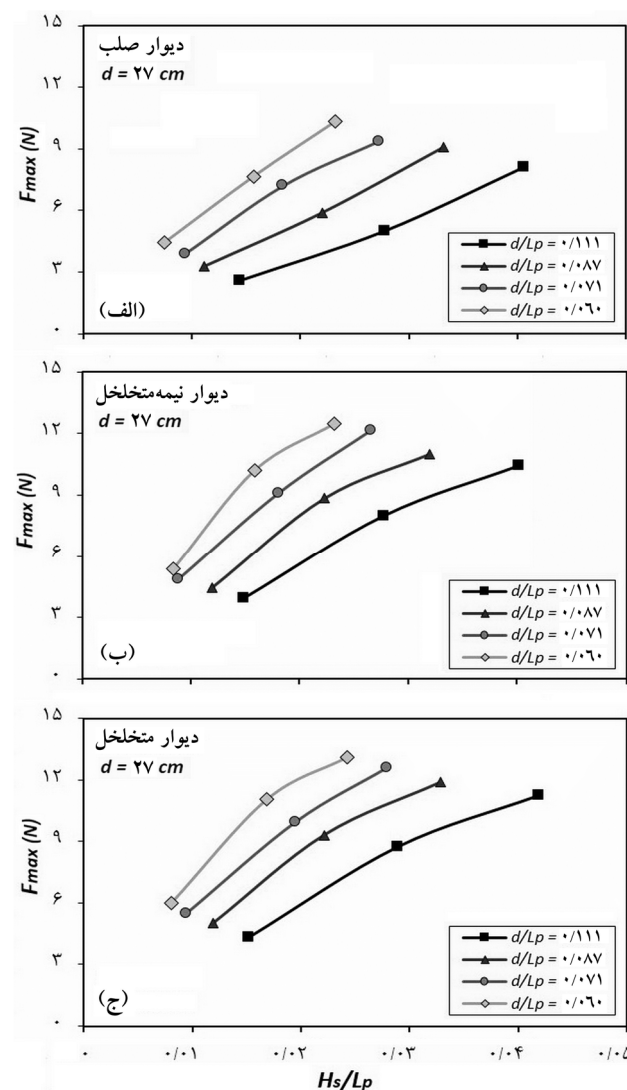 ۱۵
۱۲
۹
۶
۳
۰
Fmax (N)
دیوار صلب
d = ۲۷ cm
(الف)
d/Lp = ۰/۱۱۱
d/Lp = ۰/۰۸۷
d/Lp = ۰/۰۷۱
d/Lp = ۰/۰۶۰
۱۵
۱۲
۹
۶
۳
۰
Fmax (N)
دیوار نیمه‌متخلخل
d = ۲۷ cm
(ب)
d/Lp = ۰/۱۱۱
d/Lp = ۰/۰۸۷
d/Lp = ۰/۰۷۱
d/Lp = ۰/۰۶۰
۱۵
۱۲
۹
۶
۳
۰
Fmax (N)
دیوار متخلخل
d = ۲۷ cm
(ج)
d/Lp = ۰/۱۱۱
d/Lp = ۰/۰۸۷
d/Lp = ۰/۰۷۱
d/Lp = ۰/۰۶۰
۰ ۰/۰۱ ۰/۰۲ ۰/۰۳ ۰/۰۴ ۰/۰۵
Hs/Lp